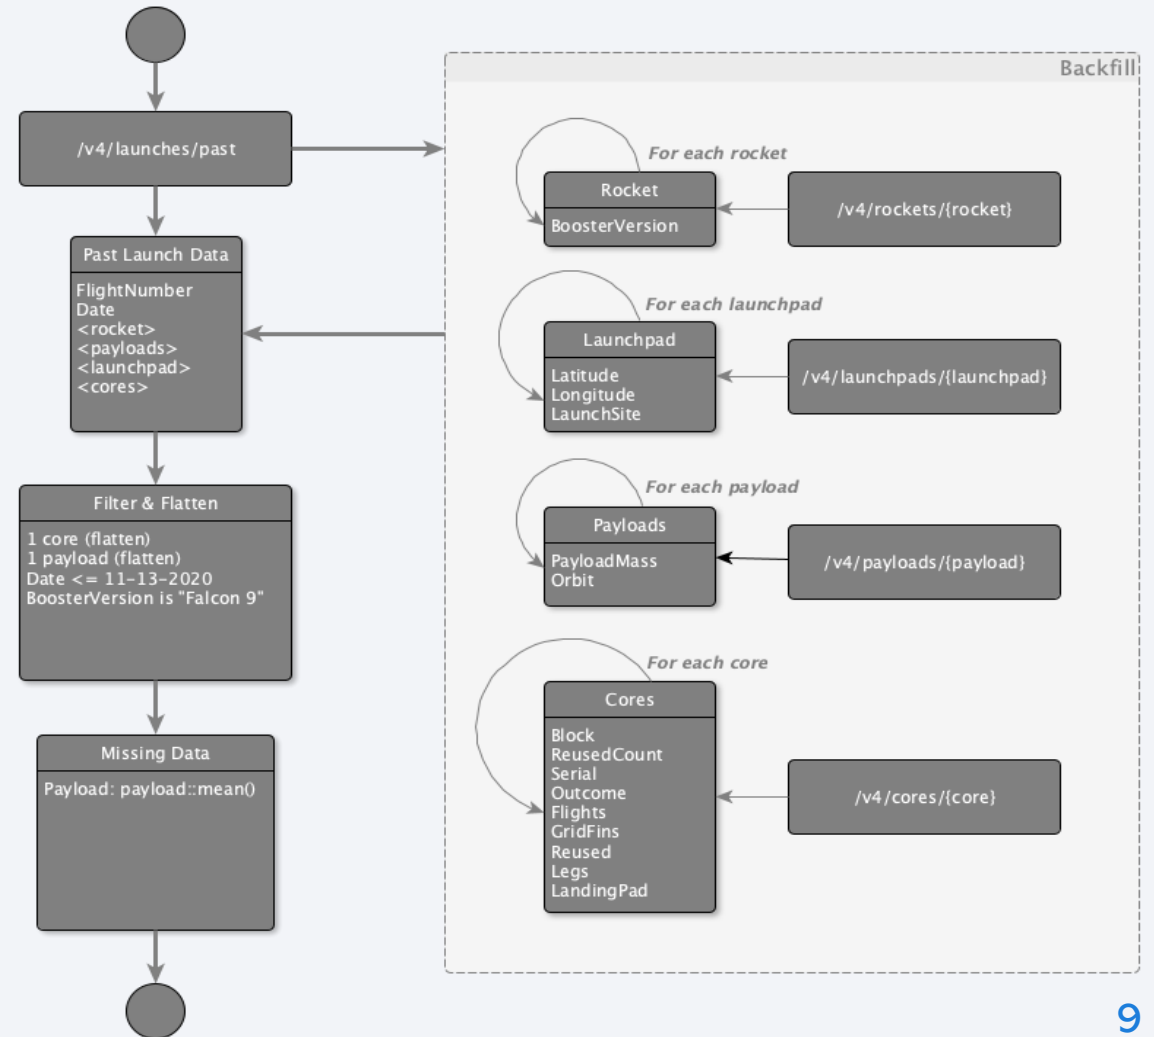 /v4/launches/past
Past Launch Data
FlightNumber
Date
<rocket>
<payloads>
<launchpad>
<cores>
Filter & Flatten
1 core (flatten)
1 payload (flatten)
Date <= 11-13-2020
BoosterVersion is "Falcon 9"
Missing Data
Payload: payload::mean()
Backfill
For each rocket
Rocket
BoosterVersion
/v4/rockets/{rocket}
For each launchpad
Launchpad
Latitude
Longitude
LaunchSite
/v4/launchpads/{launchpad}
For each payload
Payloads
PayloadMass
Orbit
/v4/payloads/{payload}
For each core
Cores
Block
ReusedCount
Serial
Outcome
Flights
GridFins
Reused
Legs
LandingPad
/v4/cores/{core}
9